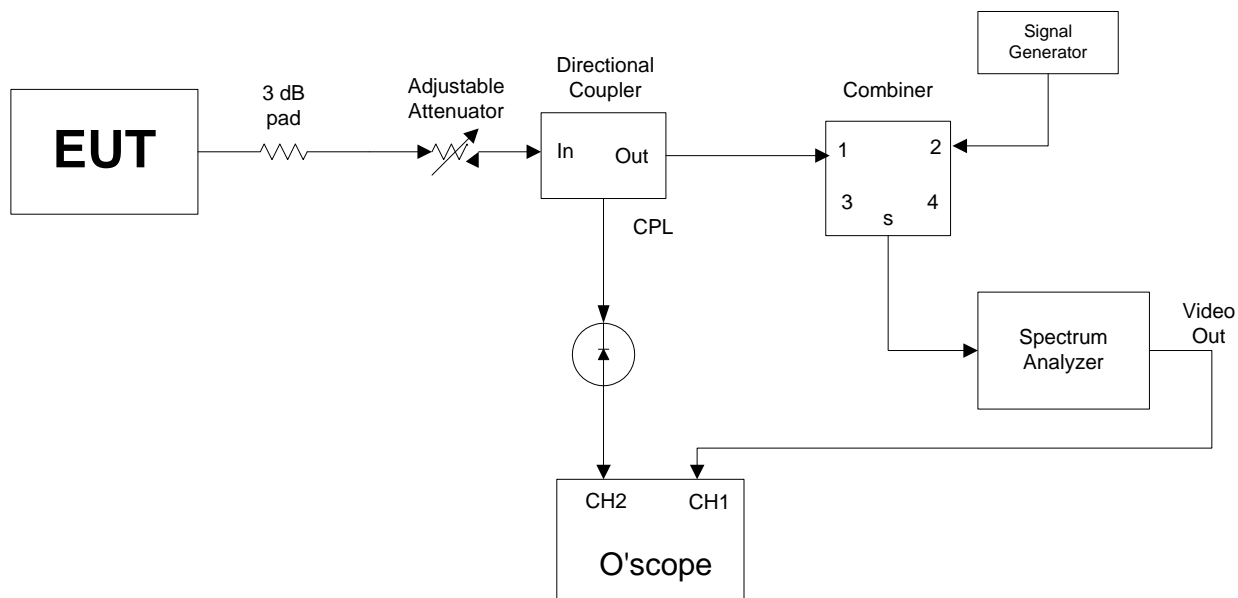 Signal
Generator
Directional
Coupler
Combiner
3 dB
pad
Adjustable
Attenuator
EUT
In
Out
1
2
3
4
s
CPL
Spectrum
Analyzer
Video
Out
CH2
CH1
O'scope